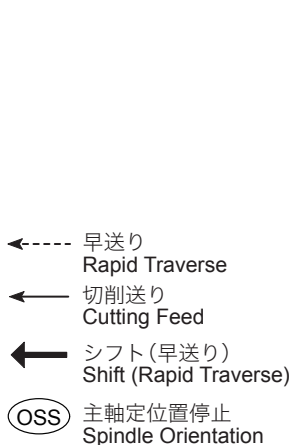 早送り
Rapid Traverse
切削送り
Cutting Feed
シフト(早送り)
Shift (Rapid Traverse)
OSS 主軸定位置停止
Spindle Orientation